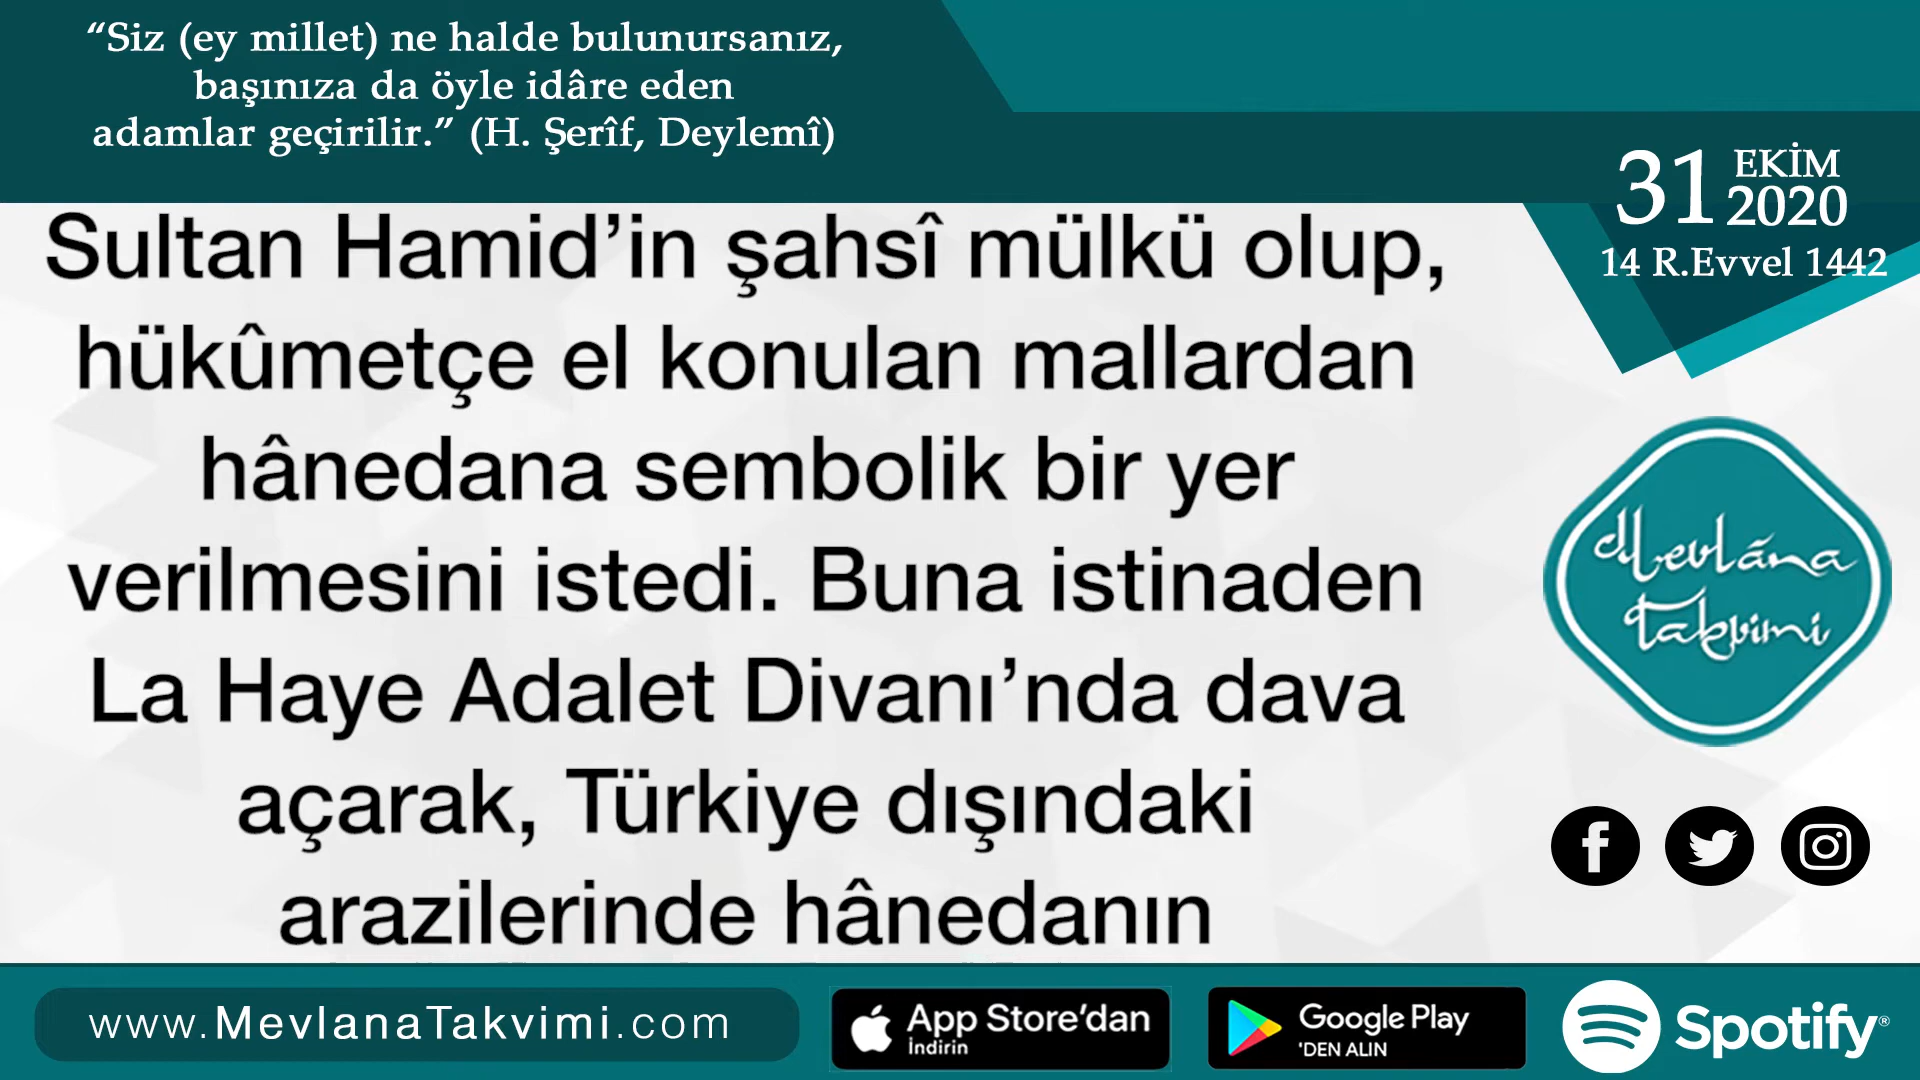 “Siz (ey millet) ne halde bulunursanız,
başınıza da öyle idâre eden
adamlar geçirilir.” (H. Şerîf, Deylemî)
31 EKİM
2020
14 R.Evvel 1442
Sultan Hamid’in şahsî mülkü olup,
hükûmetçe el konulan mallardan
hânedana sembolik bir yer
verilmesini istedi. Buna istinaden
La Haye Adalet Divanı’nda dava
açarak, Türkiye dışındaki
arazilerinde hânedanın
Mevlâna
Takvimi
www.MevlanaTakvimi.com
App Store’dan
İndirin
Google Play
'DEN ALIN
Spotify®